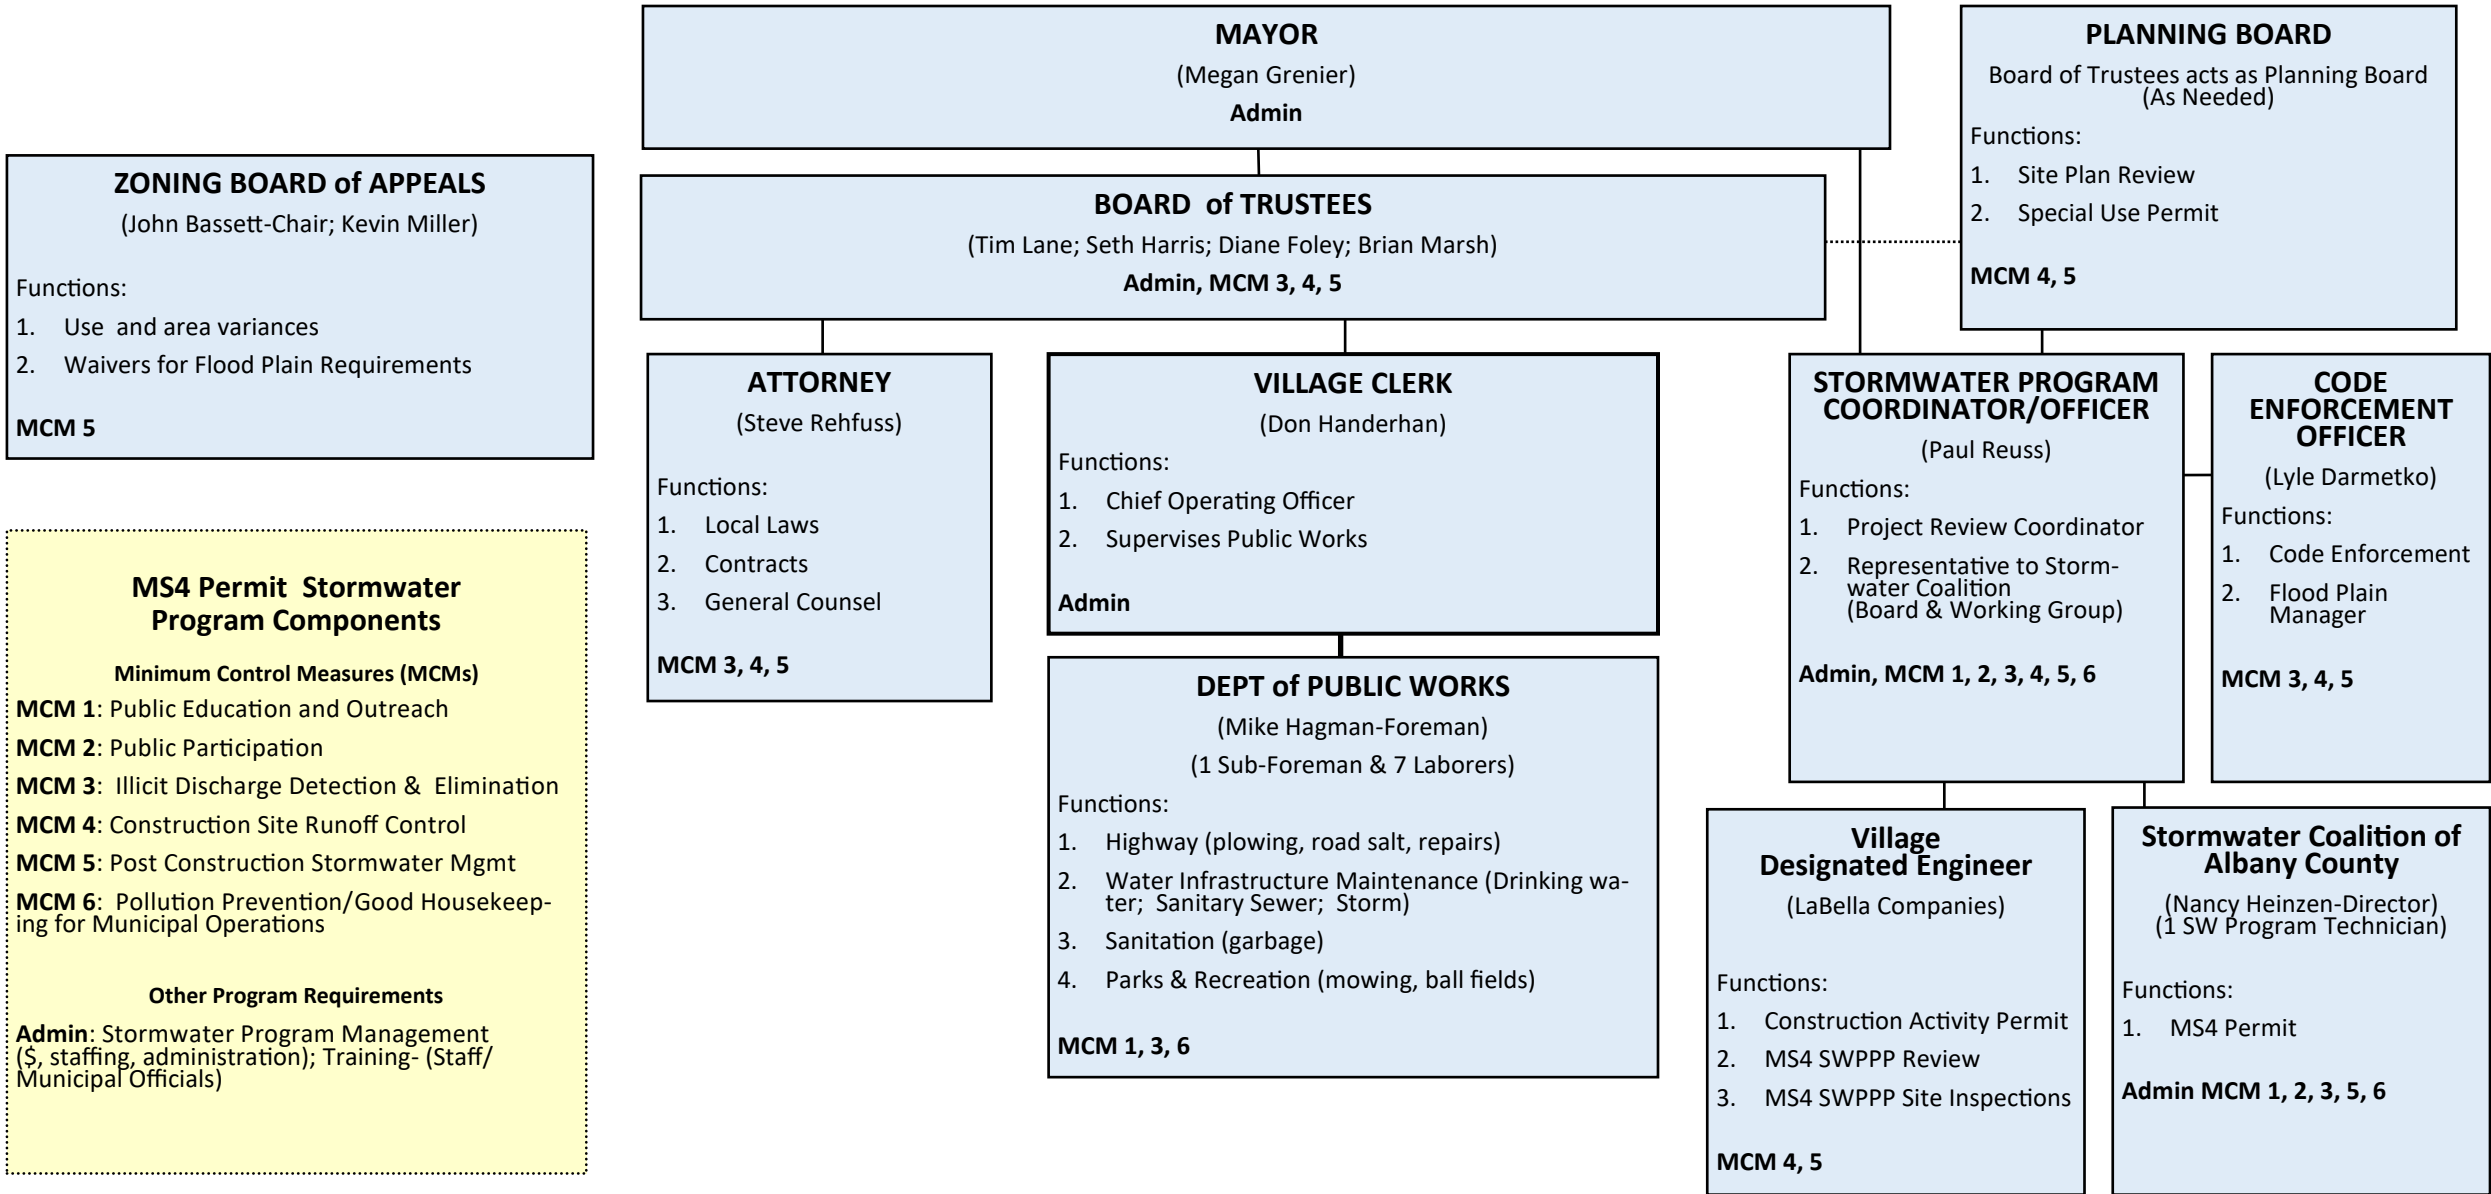 MAYOR
(Megan Grenier)
Admin
PLANNING BOARD
Board of Trustees acts as Planning Board
(As Needed)
Functions:
1. Site Plan Review
2. Special Use Permit
MCM 4, 5
ZONING BOARD of APPEALS
(John Bassett-Chair; Kevin Miller)
Functions:
1. Use and area variances
2. Waivers for Flood Plain Requirements
MCM 5
BOARD of TRUSTEES
(Tim Lane; Seth Harris; Diane Foley; Brian Marsh)
Admin, MCM 3, 4, 5
ATTORNEY
(Steve Rehfuss)
Functions:
1. Local Laws
2. Contracts
3. General Counsel
MCM 3, 4, 5
VILLAGE CLERK
(Don Handerhan)
Functions:
1. Chief Operating Officer
2. Supervises Public Works
Admin
STORMWATER PROGRAM
COORDINATOR/OFFICER
(Paul Reuss)
Functions:
1. Project Review Coordinator
2. Representative to Storm-
water Coalition
(Board & Working Group)
Admin, MCM 1, 2, 3, 4, 5, 6
CODE
ENFORCEMENT
OFFICER
(Lyle Darmetko)
Functions:
1. Code Enforcement
2. Flood Plain
Manager
MCM 3, 4, 5
MS4 Permit Stormwater
Program Components
Minimum Control Measures (MCMs)
MCM 1: Public Education and Outreach
MCM 2: Public Participation
MCM 3: Illicit Discharge Detection & Elimination
MCM 4: Construction Site Runoff Control
MCM 5: Post Construction Stormwater Mgmt
MCM 6: Pollution Prevention/Good Housekeep-
ing for Municipal Operations
Other Program Requirements
Admin: Stormwater Program Management
($, staffing, administration); Training- (Staff/
Municipal Officials)
DEPT of PUBLIC WORKS
(Mike Hagman-Foreman)
(1 Sub-Foreman & 7 Laborers)
Functions:
1. Highway (plowing, road salt, repairs)
2. Water Infrastructure Maintenance (Drinking wa-
ter; Sanitary Sewer; Storm)
3. Sanitation (garbage)
4. Parks & Recreation (mowing, ball fields)
MCM 1, 3, 6
Village
Designated Engineer
(LaBella Companies)
Functions:
1. Construction Activity Permit
2. MS4 SWPPP Review
3. MS4 SWPPP Site Inspections
MCM 4, 5
Stormwater Coalition of
Albany County
(Nancy Heinzen-Director)
(1 SW Program Technician)
Functions:
1. MS4 Permit
Admin MCM 1, 2, 3, 5, 6